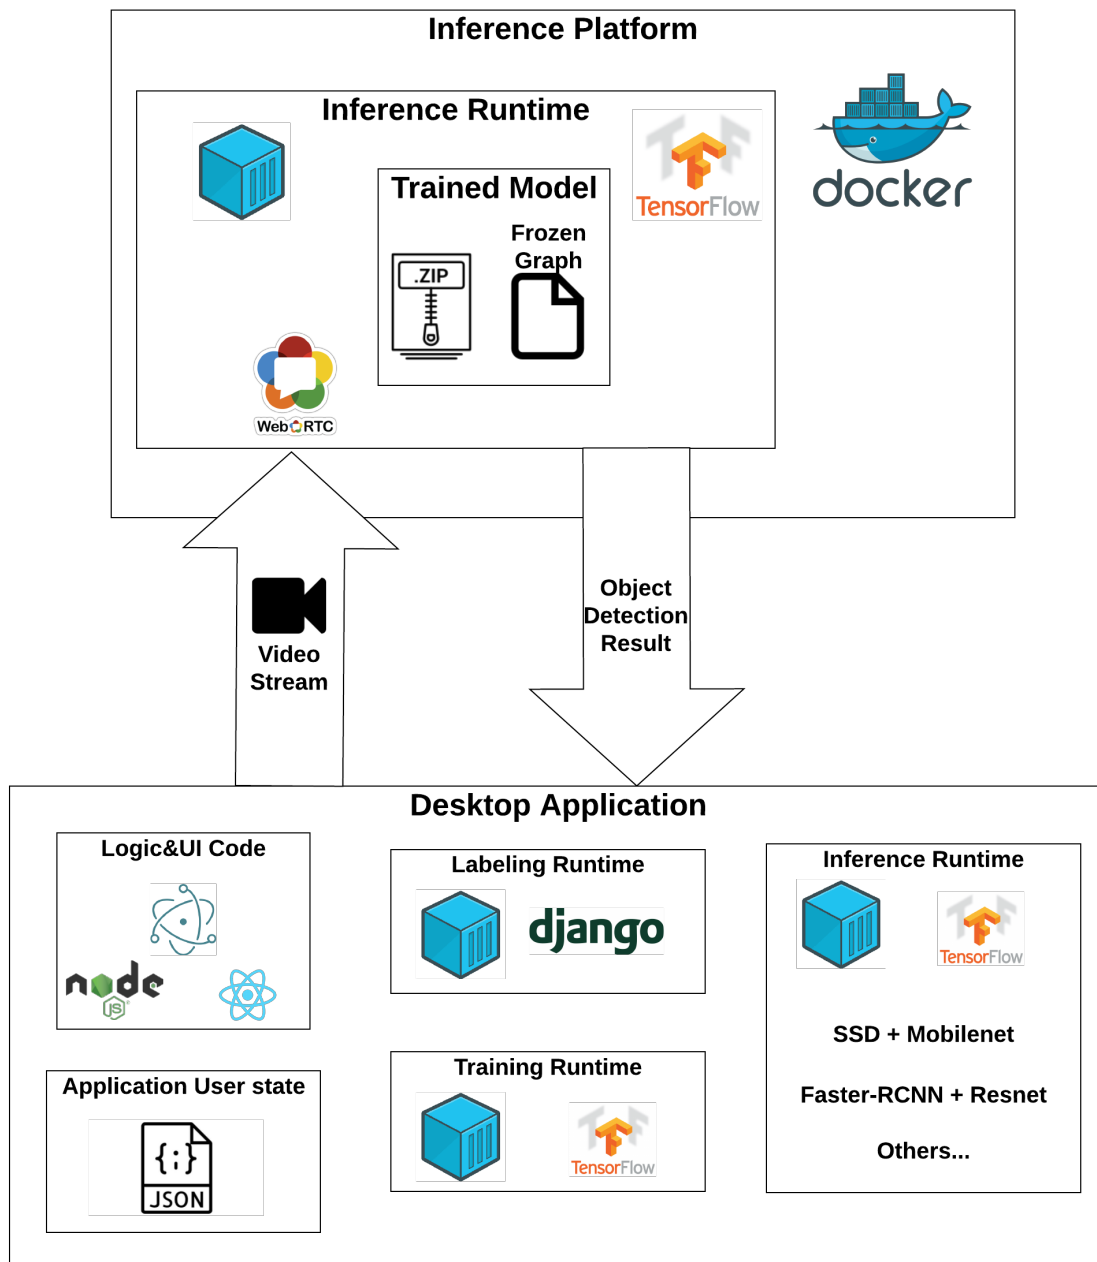 Inference Platform
Inference Runtime
docker
TensorFlow
Trained Model
Frozen
Graph
.ZIP
WebRTC
Video
Stream
Object
Detection
Result
Desktop Application
Logic&UI Code
node
JS
Labeling Runtime
django
Inference Runtime
TensorFlow
SSD + Mobilenet
Faster-RCNN + Resnet
Others...
Application User state
{;}
JSON
Training Runtime
TensorFlow